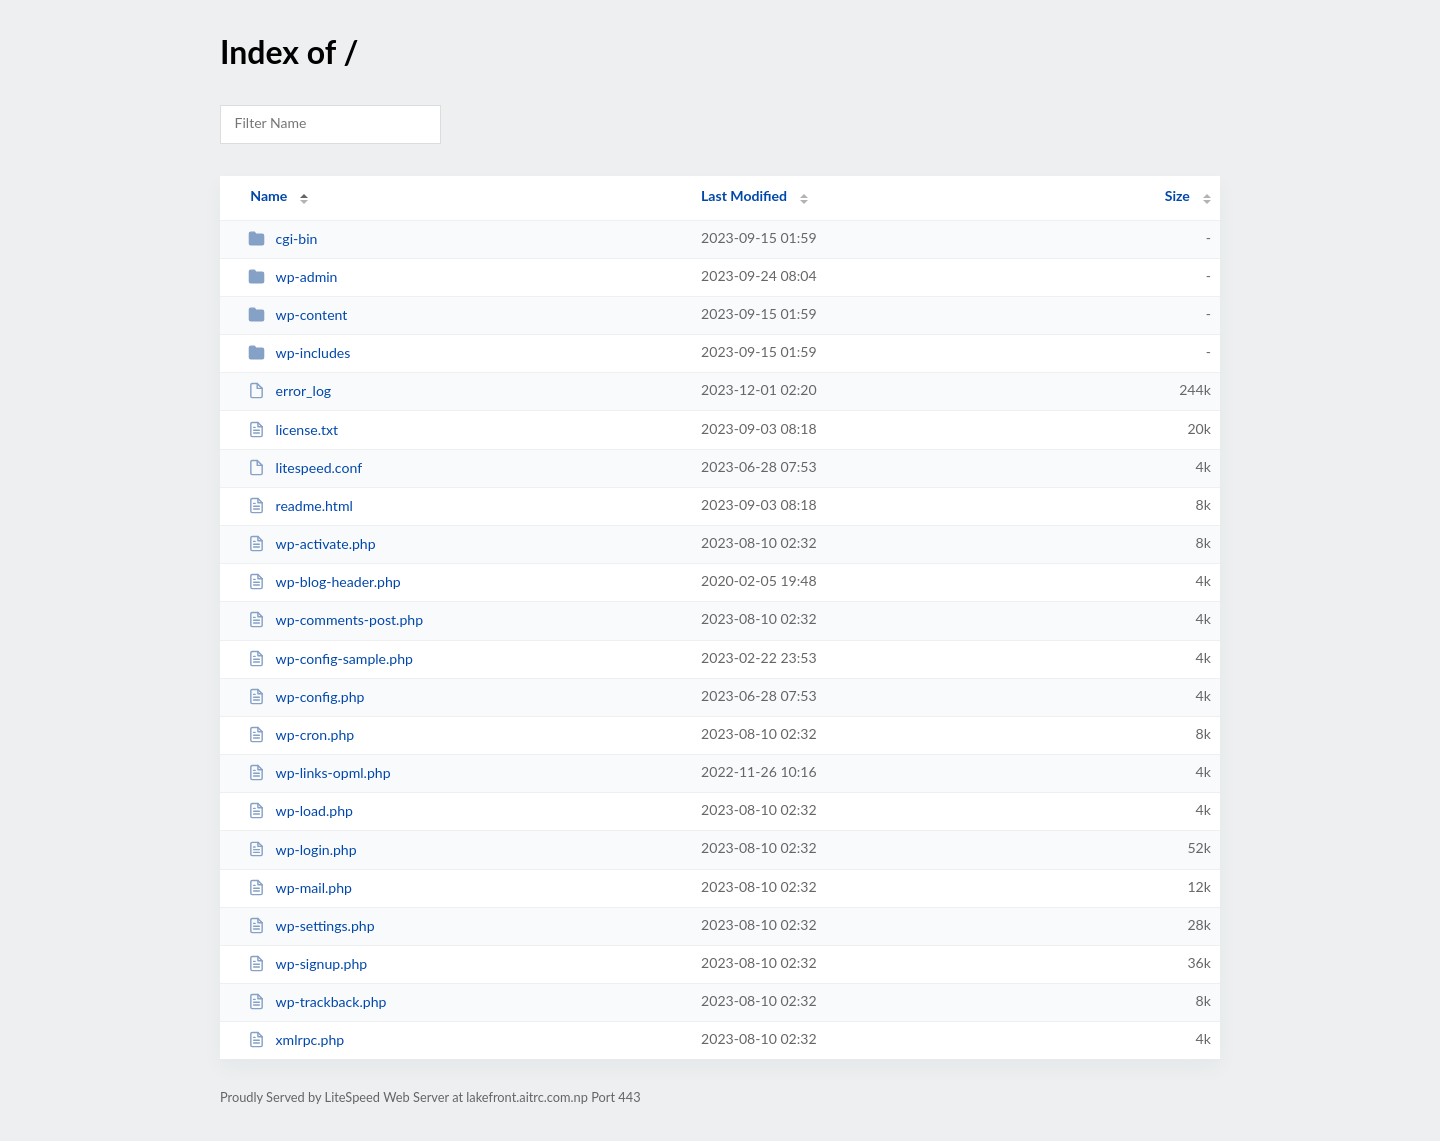 Index of /
Filter Name
Name Last Modified Size
cgi-bin 2023-09-15 01:59 -
wp-admin 2023-09-24 08:04 -
wp-content 2023-09-15 01:59 -
wp-includes 2023-09-15 01:59 -
error_log 2023-12-01 02:20 244k
license.txt 2023-09-03 08:18 20k
litespeed.conf 2023-06-28 07:53 4k
readme.html 2023-09-03 08:18 8k
wp-activate.php 2023-08-10 02:32 8k
wp-blog-header.php 2020-02-05 19:48 4k
wp-comments-post.php 2023-08-10 02:32 4k
wp-config-sample.php 2023-02-22 23:53 4k
wp-config.php 2023-06-28 07:53 4k
wp-cron.php 2023-08-10 02:32 8k
wp-links-opml.php 2022-11-26 10:16 4k
wp-load.php 2023-08-10 02:32 4k
wp-login.php 2023-08-10 02:32 52k
wp-mail.php 2023-08-10 02:32 12k
wp-settings.php 2023-08-10 02:32 28k
wp-signup.php 2023-08-10 02:32 36k
wp-trackback.php 2023-08-10 02:32 8k
xmlrpc.php 2023-08-10 02:32 4k
Proudly Served by LiteSpeed Web Server at lakefront.aitrc.com.np Port 443